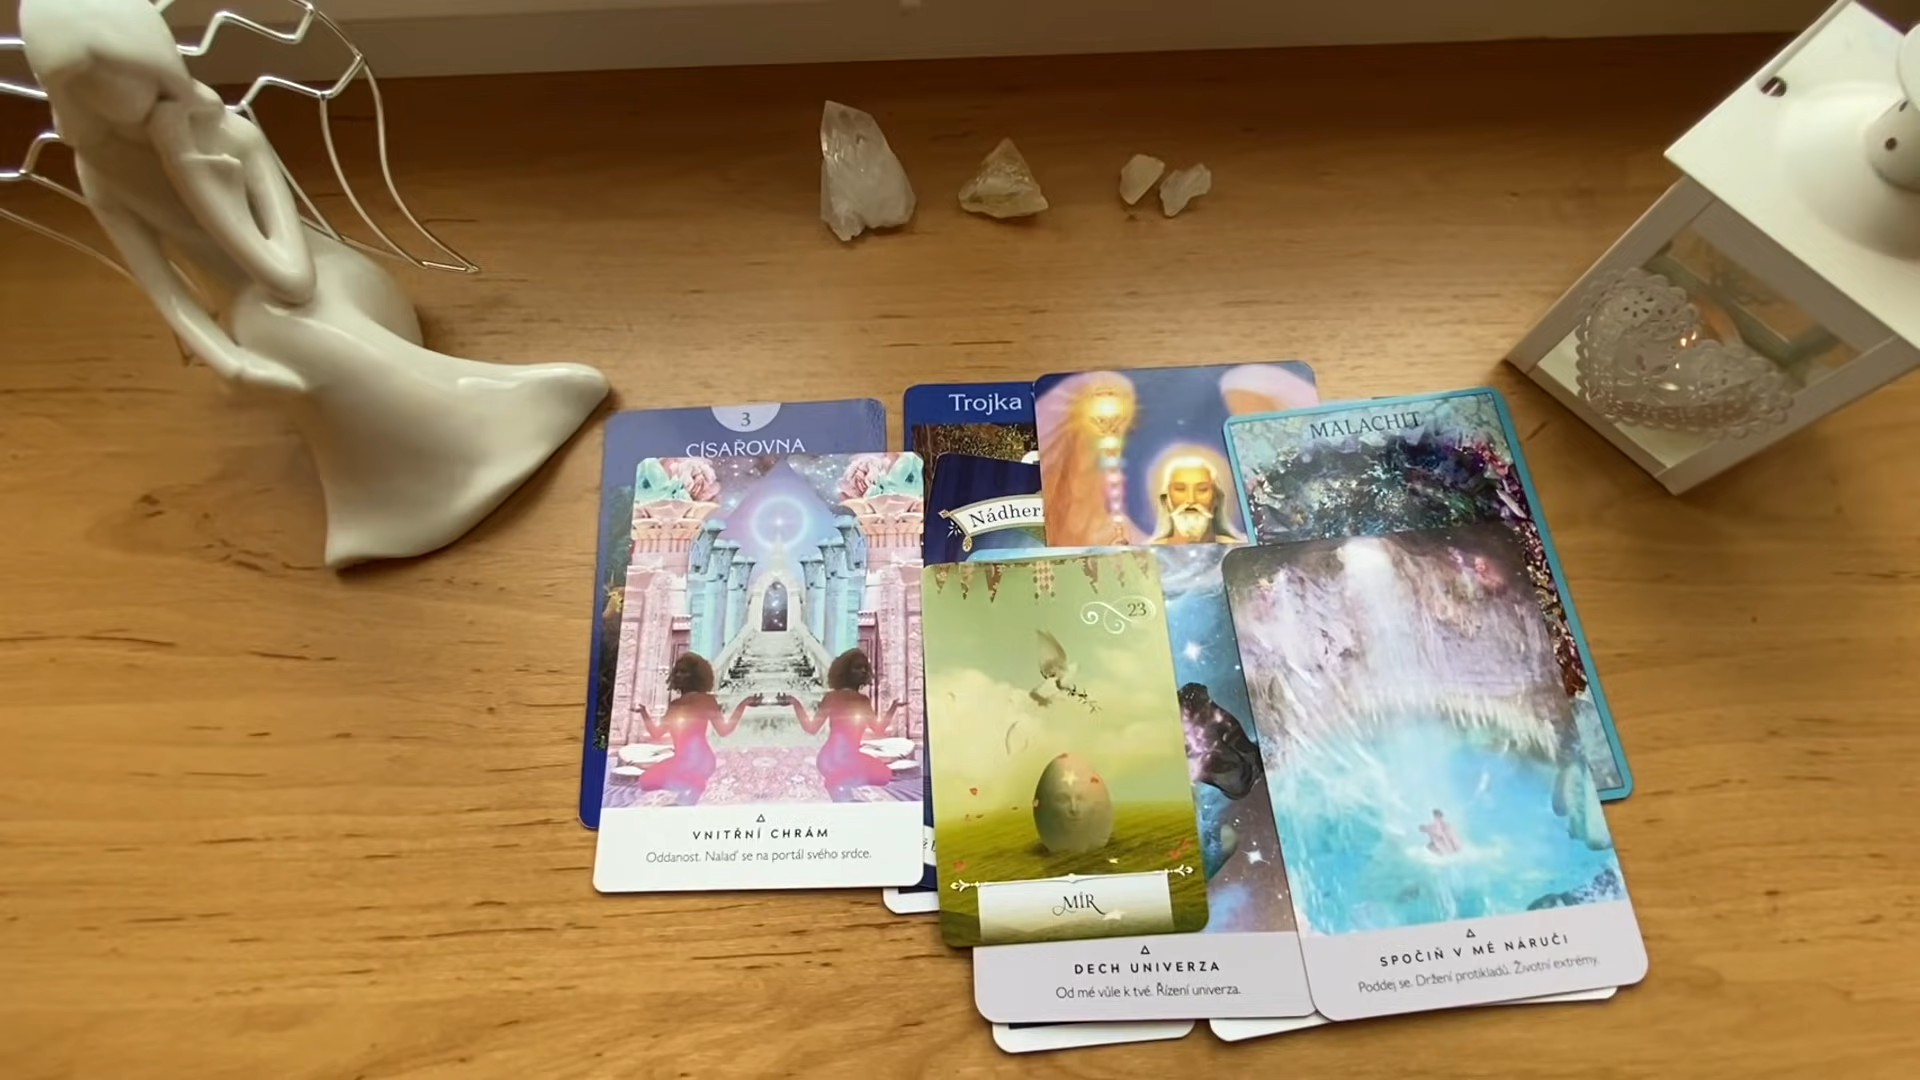 3
CÍSAŘOVNA
VNITŘNÍ CHRÁM
Oddanost. Nalaď se na portál svého srdce.
Trojka
Nádher
MALACHIT
23
MÍR
DECH UNIVERZA
Od mé vůle k tvé. Řízení univerza.
SPOČIŇ V MÉ NÁRUČI
Poddej se. Držení protikladů. Životní extrémy.